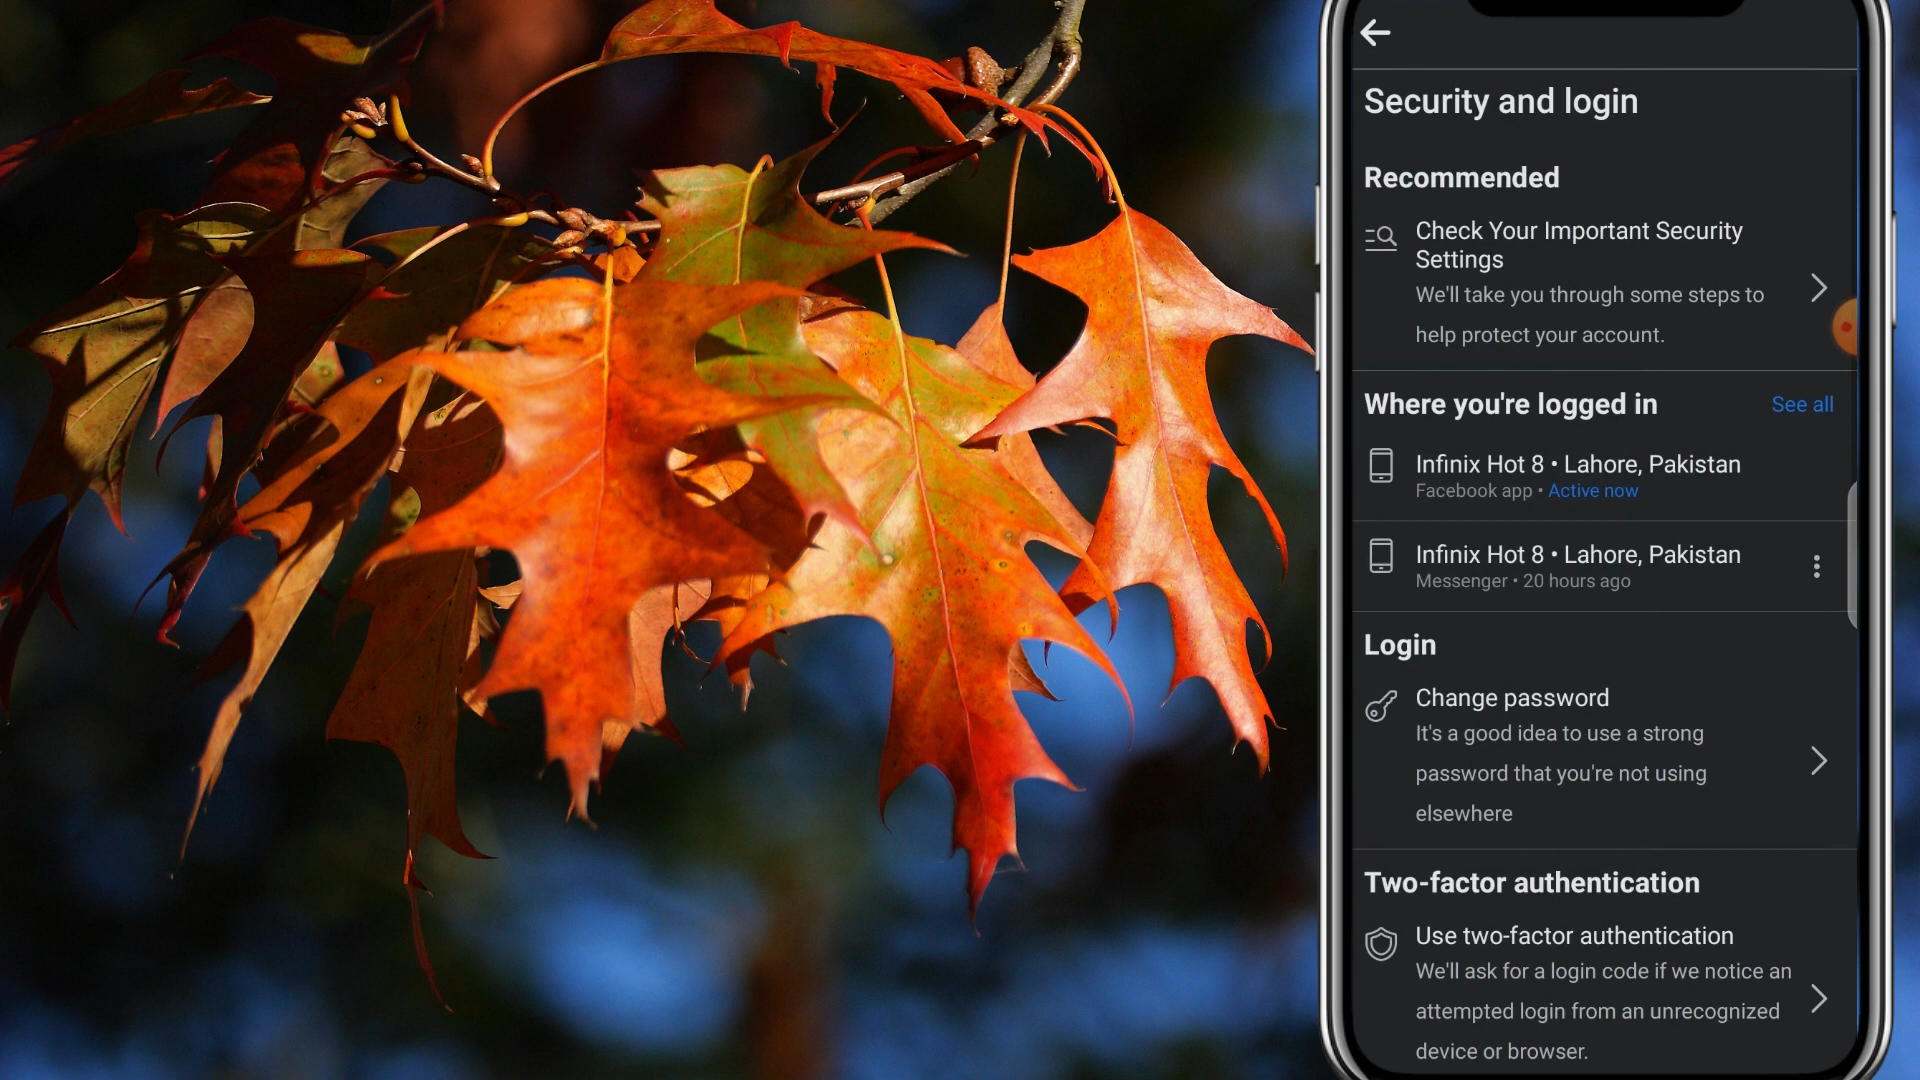 Security and login
Recommended
Check Your Important Security
Settings
We'll take you through some steps to
help protect your account.
Where you're logged in
See all
Infinix Hot 8 • Lahore, Pakistan
Facebook app • Active now
Infinix Hot 8 • Lahore, Pakistan
Messenger • 20 hours ago
Login
Change password
It's a good idea to use a strong
password that you're not using
elsewhere
Two-factor authentication
Use two-factor authentication
We'll ask for a login code if we notice an
attempted login from an unrecognized
device or browser.